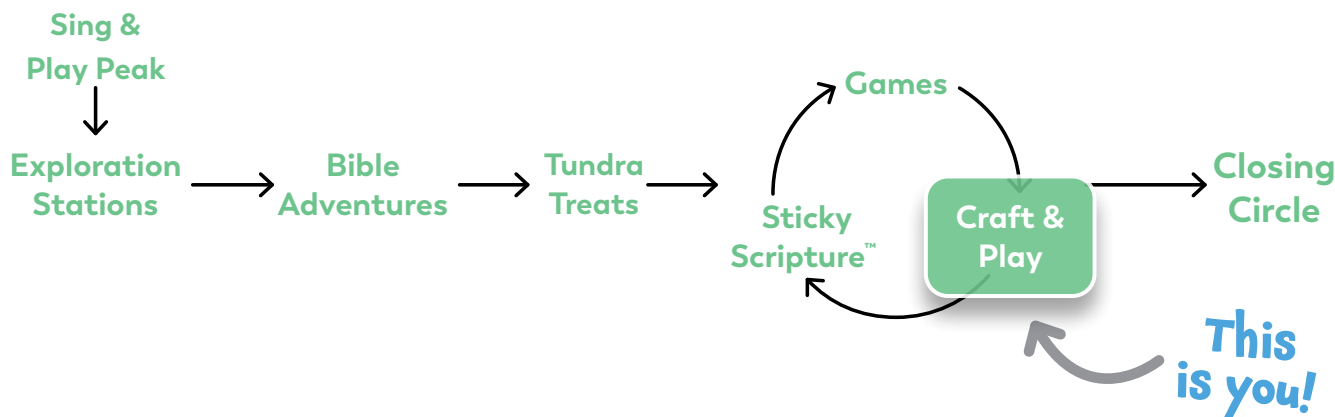 Sing &
Play Peak
Exploration
Stations
Bible
Adventures
Tundra
Treats
Sticky
Scripture™
Games
Craft &
Play
Closing
Circle
This
is you!